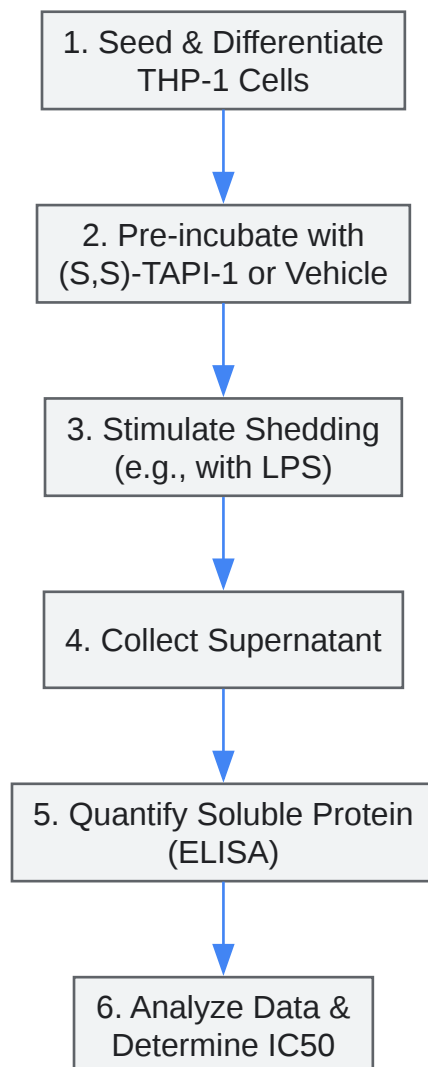 1. Seed & Differentiate
THP-1 Cells
2. Pre-incubate with
(S,S)-TAPI-1 or Vehicle
3. Stimulate Shedding
(e.g., with LPS)
4. Collect Supernatant
5. Quantify Soluble Protein
(ELISA)
6. Analyze Data &
Determine IC50